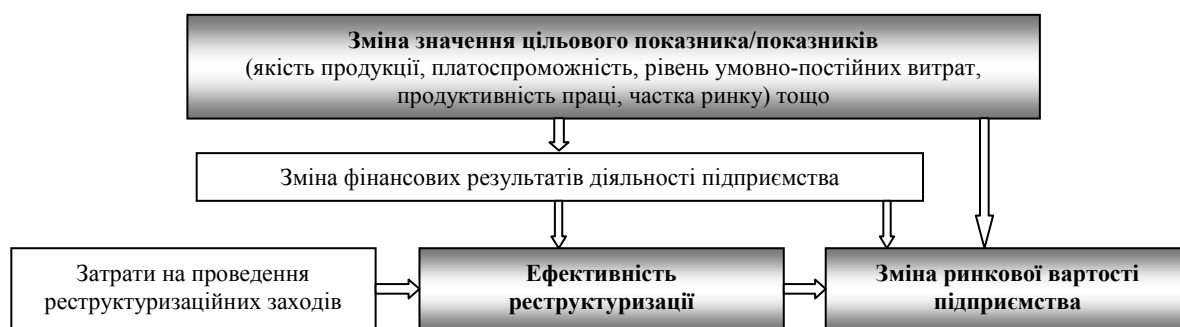 Зміна значення цільового показника/показників
(якість продукції, платоспроможність, рівень умовно-постійних витрат,
продуктивність праці, частка ринку) тощо
Зміна фінансових результатів діяльності підприємства
Затрати на проведення
реструктуризаційних заходів
Ефективність
реструктуризації
Зміна ринкової вартості
підприємства